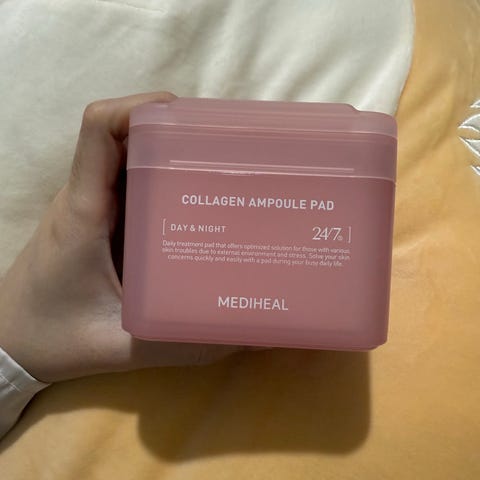 COLLAGEN AMPOULE PAD
[ DAY & NIGHT 24/7 ]
Daily treatment pad that offers optimized solution for those with various
skin troubles due to external environment and stress. Solve your skin
concerns quickly and easily with a pad during your busy daily life.
MEDIHEAL